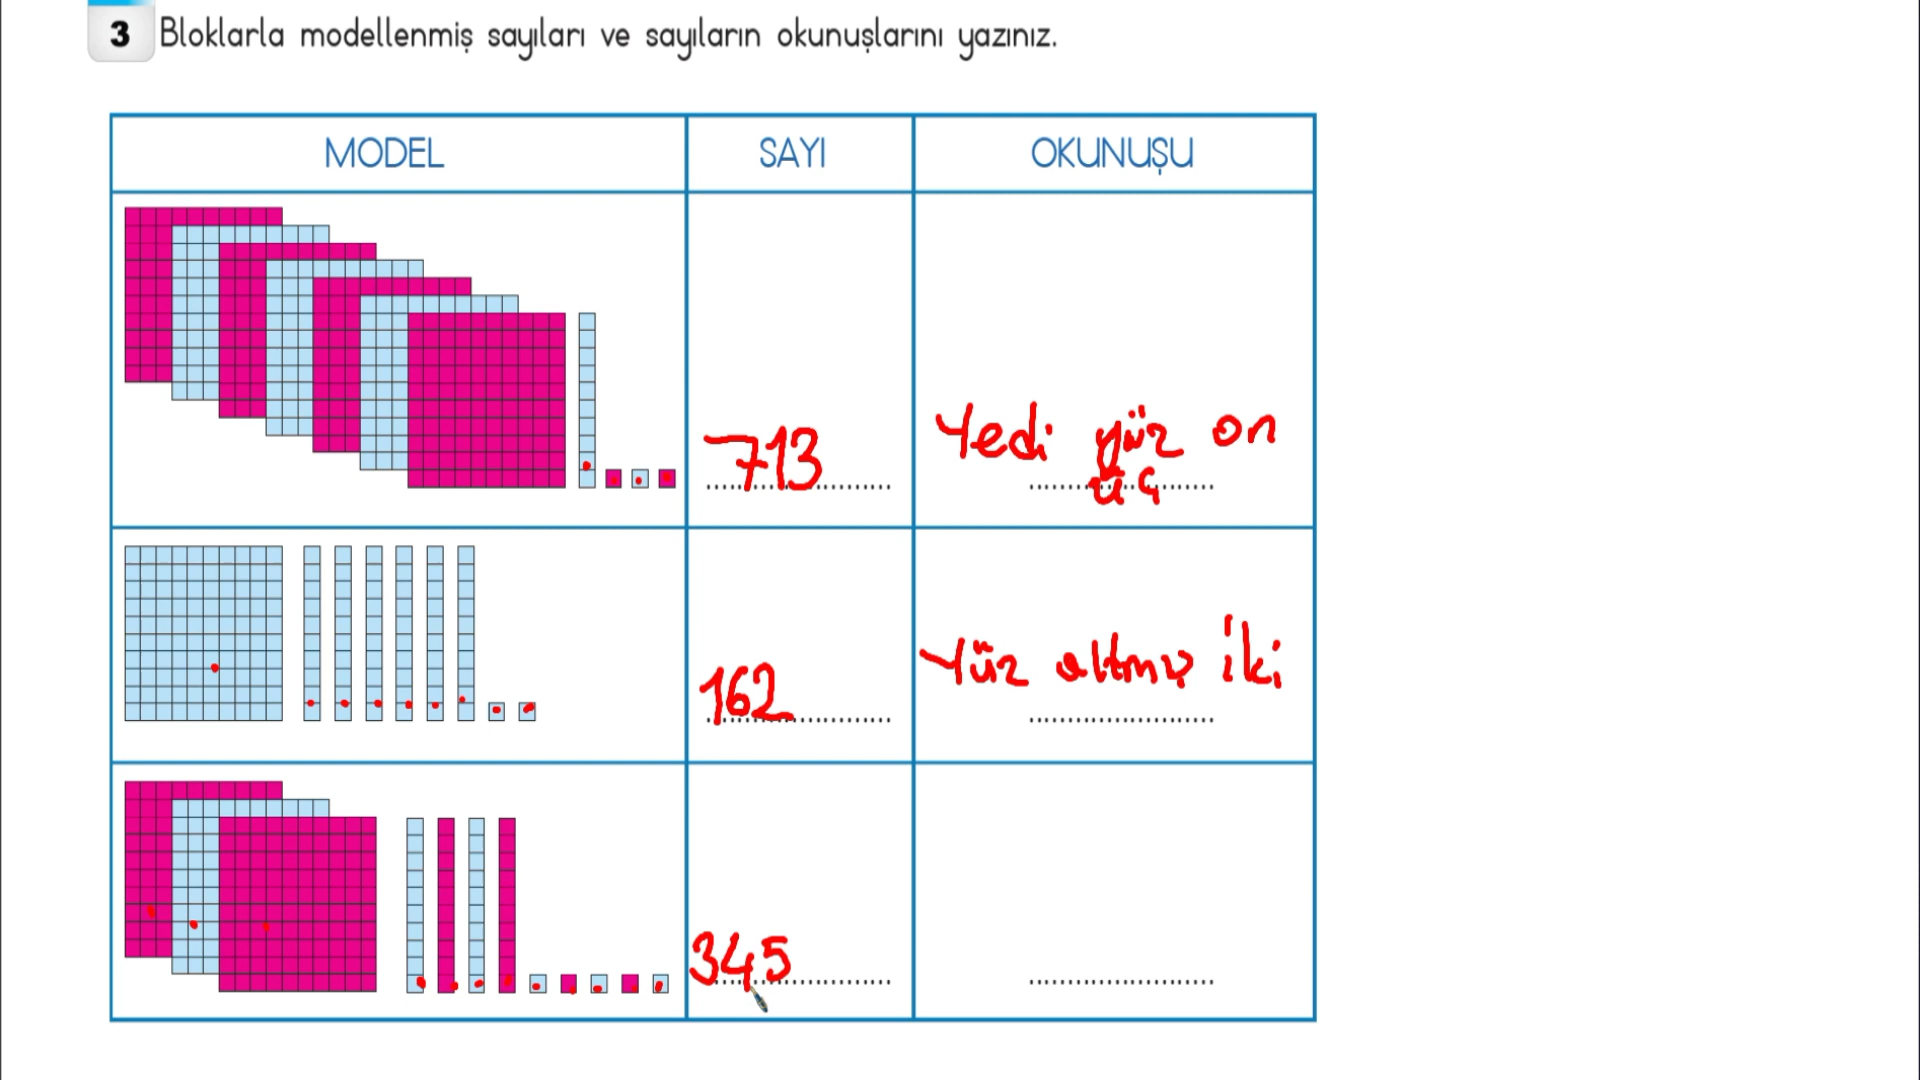 3 Bloklarla modellenmiş sayıları ve sayıların okunuşlarını yazınız.
MODEL SAYI OKUNUŞU
713 Yedi yüz on
üç
162 Yüz altmış iki
345